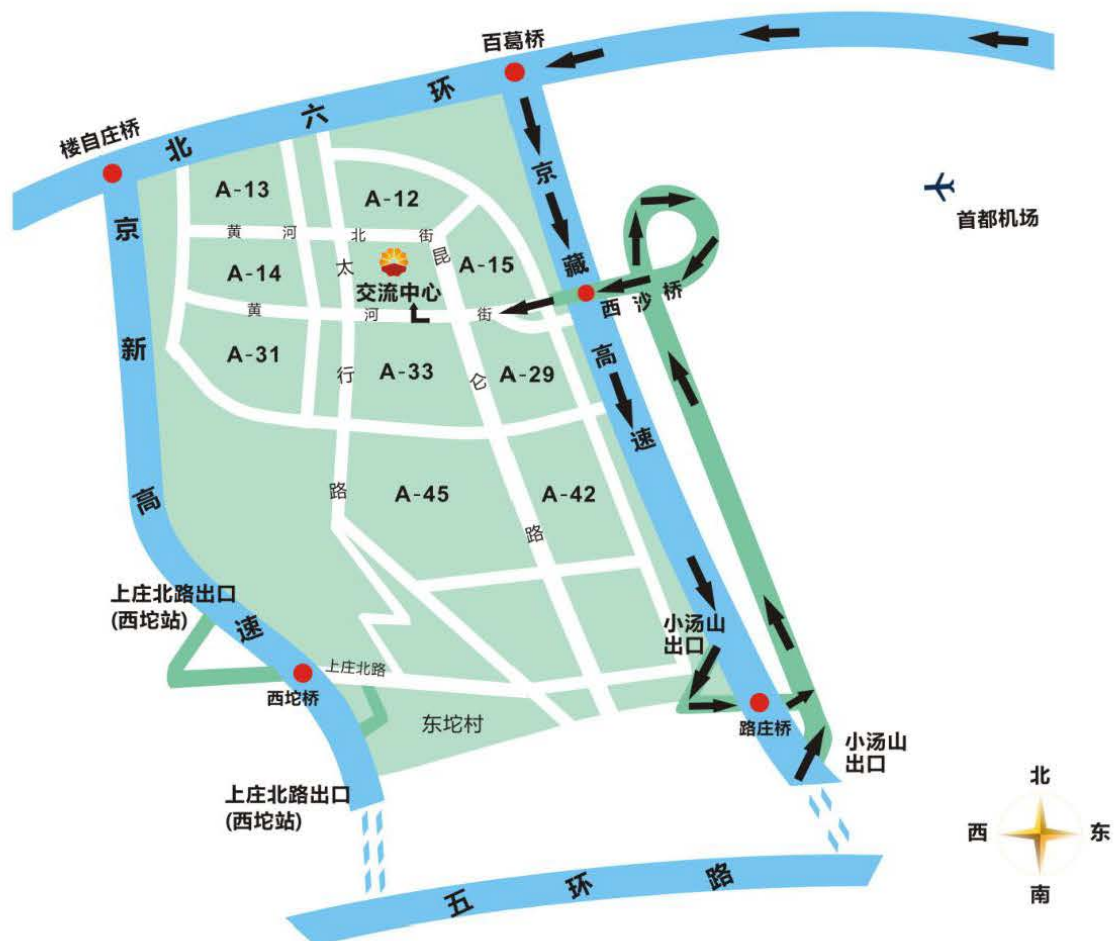 百葛桥
北六环
楼自庄桥
A-13
A-12
京藏高速
首都机场
京新高速
黄河北街
太行路
昆仑路
A-14
交流中心
A-15
西沙桥
黄河街
A-31
A-33
A-29
A-45
A-42
上庄北路出口
(西坨站)
小汤山
出口
上庄北路
西坨桥
东坨村
路庄桥
小汤山
出口
上庄北路出口
(西坨站)
北
西
东
南
五环路